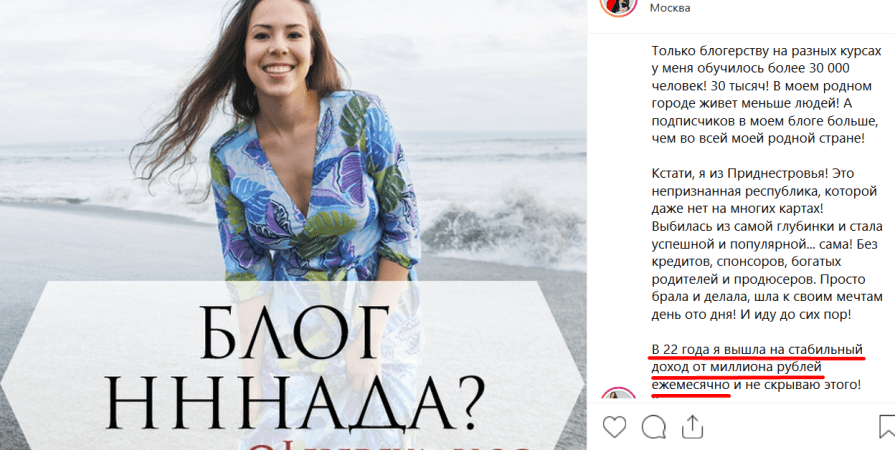 БЛОГ
НННАДА?
Москва
Только блогерству на разных курсах
у меня обучилось более 30 000
человек! 30 тысяч! В моем родном
городе живет меньше людей! А
подписчиков в моем блоге больше,
чем во всей моей родной стране!
Кстати, я из Приднестровья! Это
непризнанная республика, которой
даже нет на многих картах!
Выбилась из самой глубинки и стала
успешной и популярной... сама! Без
кредитов, спонсоров, богатых
родителей и продюсеров. Просто
брала и делала, шла к своим мечтам
день ото дня! И иду до сих пор!
В 22 года я вышла на стабильный
доход от миллиона рублей
ежемесячно и не скрываю этого!